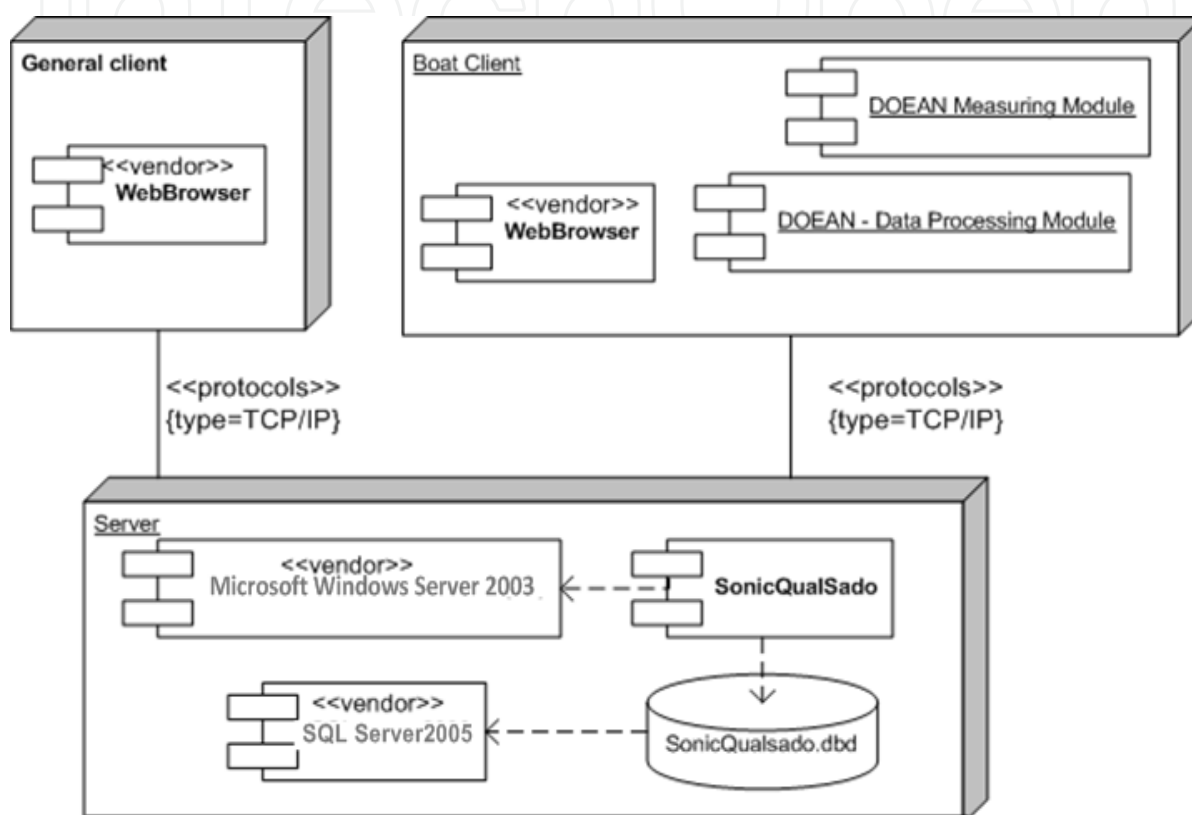 General client
<<vendor>>
WebBrowser
Boat Client
DOEAN Measuring Module
<<vendor>>
WebBrowser
DOEAN - Data Processing Module
<<protocols>>
{type=TCP/IP}
<<protocols>>
{type=TCP/IP}
Server
<<vendor>>
Microsoft Windows Server 2003
SonicQualSado
<<vendor>>
SQL Server2005
SonicQualsado.dbd